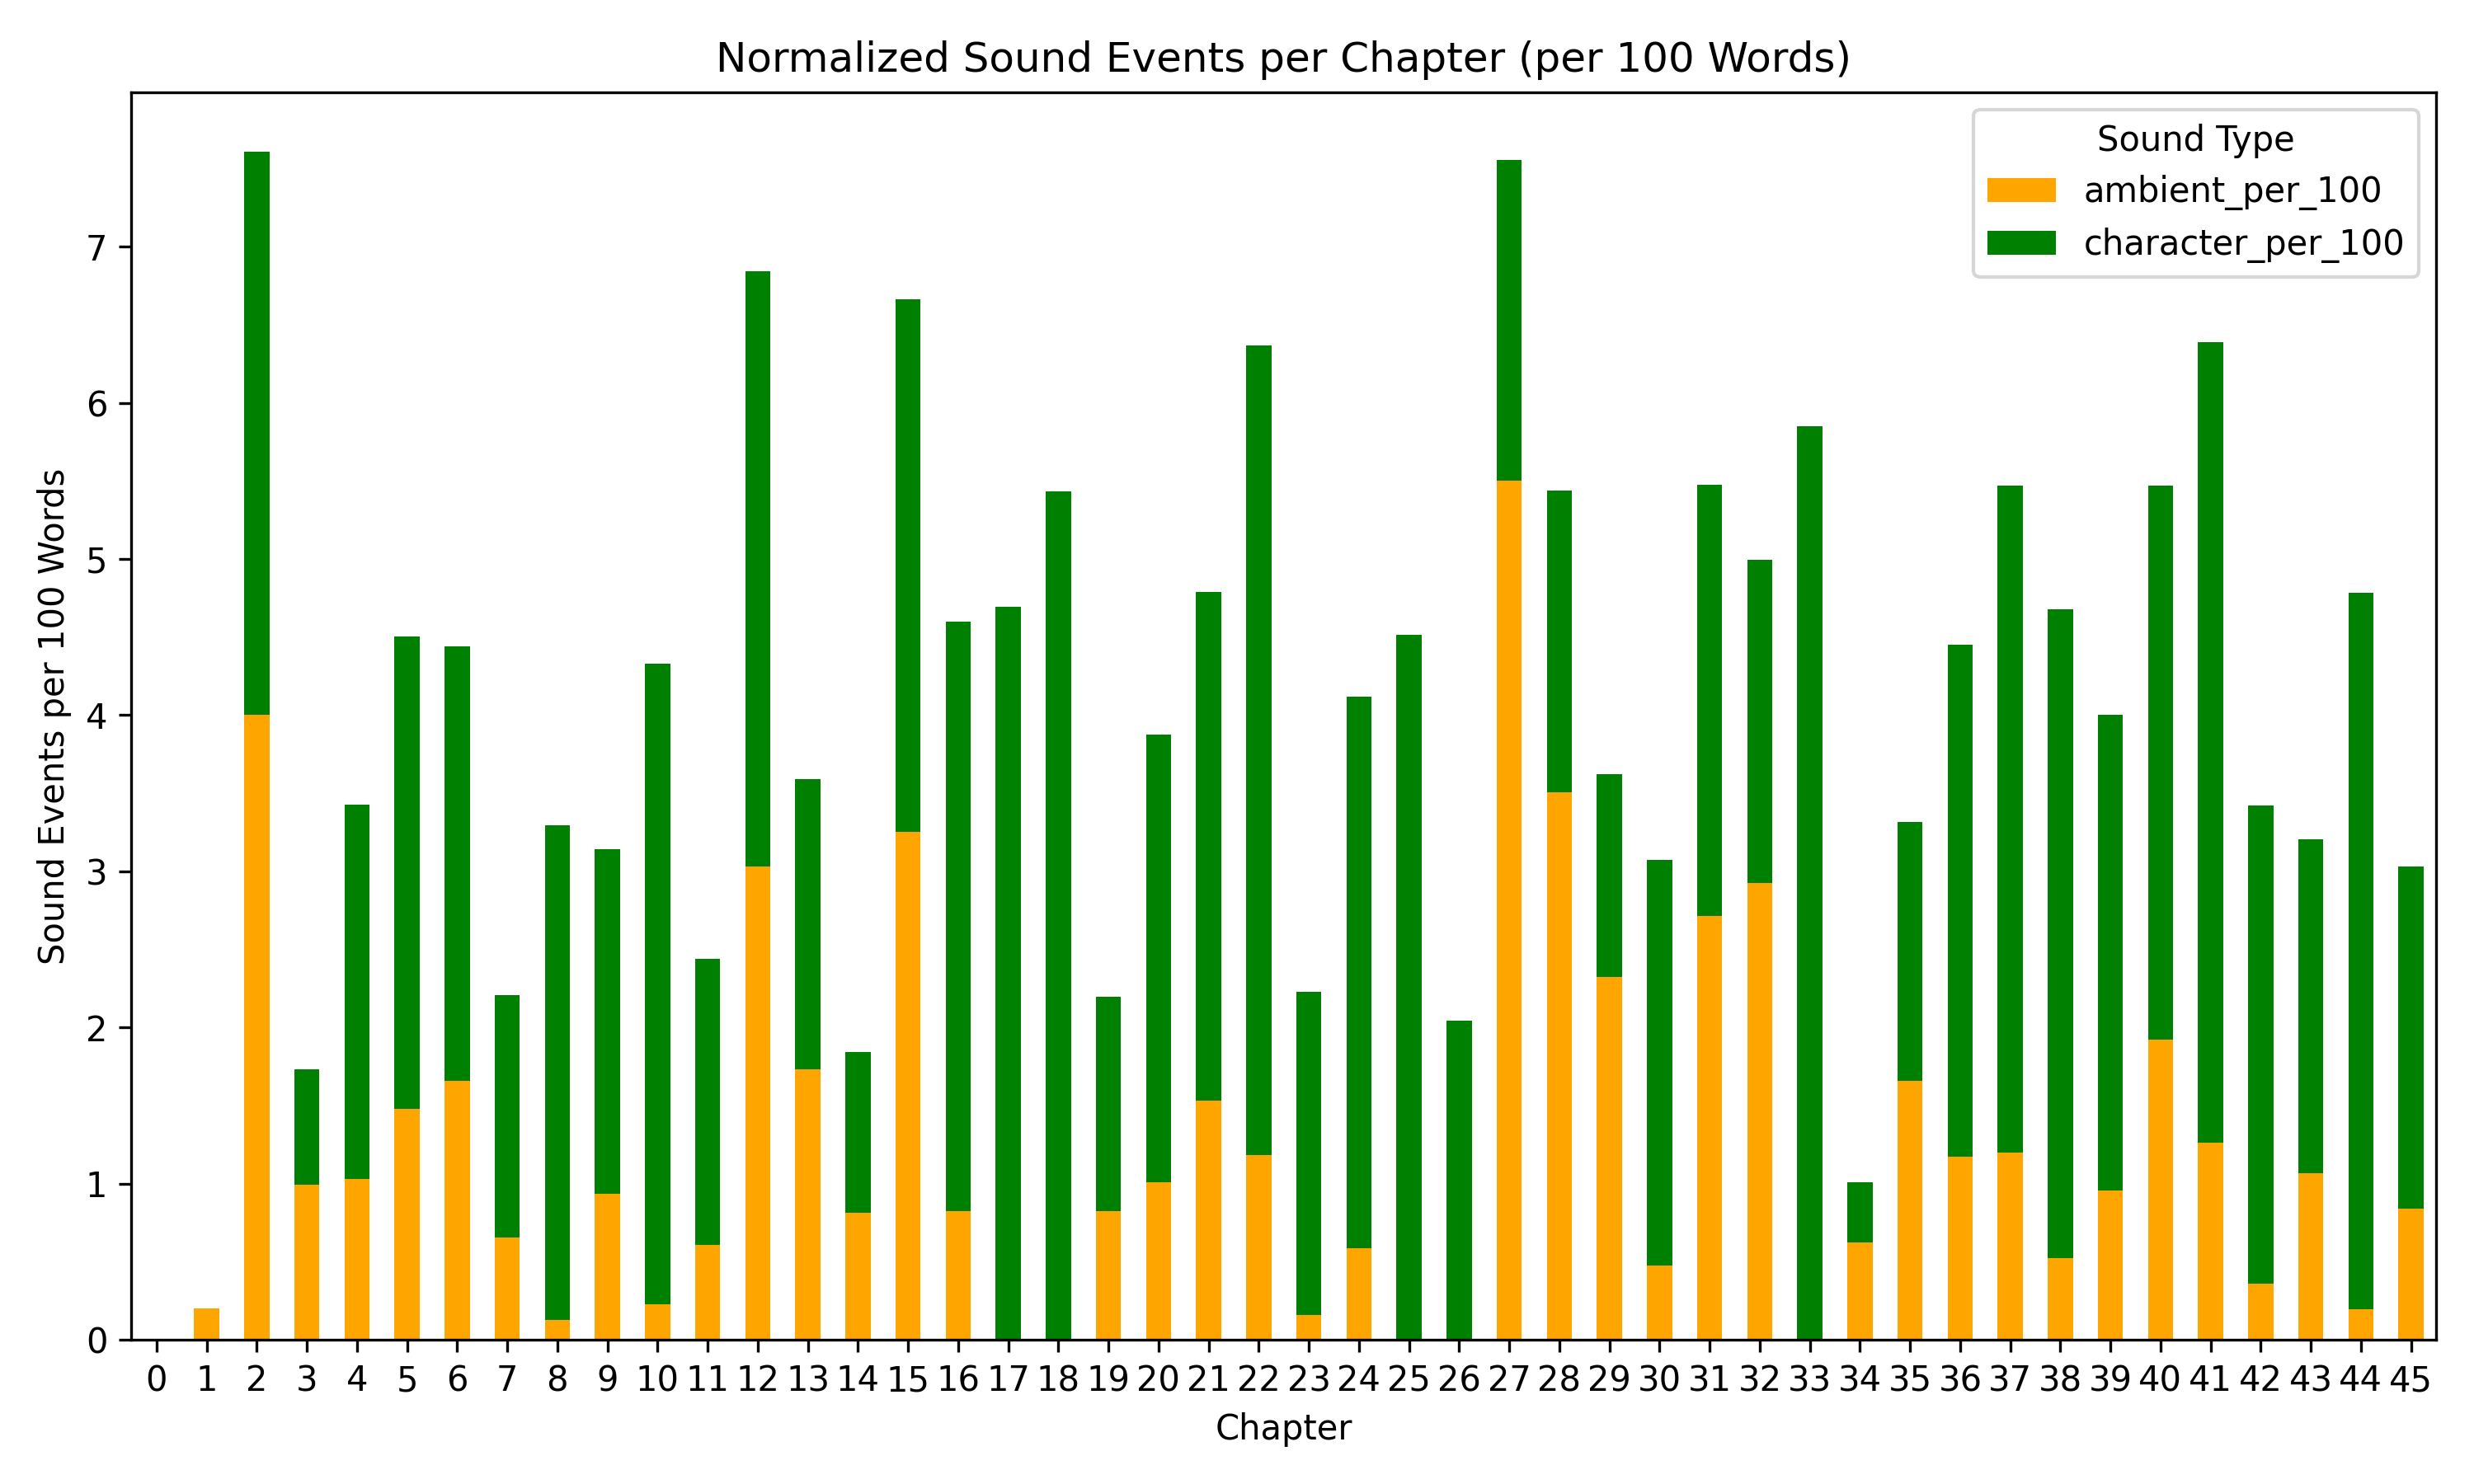 Normalized Sound Events per Chapter (per 100 Words)
Sound Type
ambient_per_100
character_per_100
Sound Events per 100 Words
7
6
5
4
3
2
1
0
0 1 2 3 4 5 6 7 8 9 10 11 12 13 14 15 16 17 18 19 20 21 22 23 24 25 26 27 28 29 30 31 32 33 34 35 36 37 38 39 40 41 42 43 44 45
Chapter